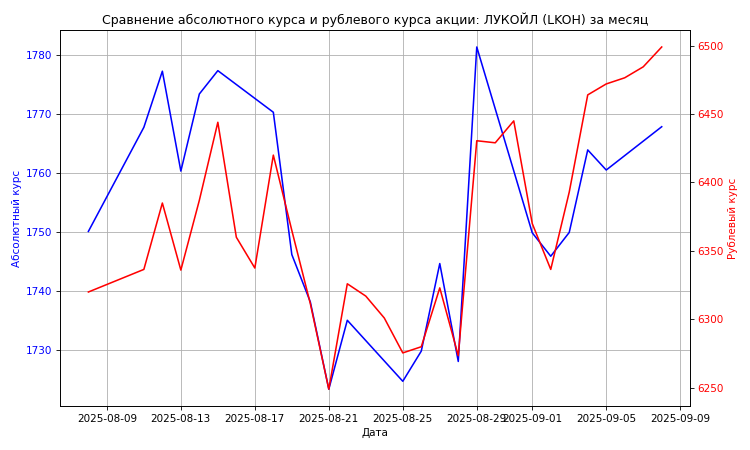 Сравнение абсолютного курса и рублевого курса акции: ЛУКОЙЛ (LKOH) за месяц
1780
1770
1760
1750
1740
1730
Абсолютный курс
6500
6450
6400
6350
6300
6250
Рублевый курс
2025-08-09 2025-08-13 2025-08-17 2025-08-21 2025-08-25 2025-08-29 2025-09-01 2025-09-05 2025-09-09
Дата